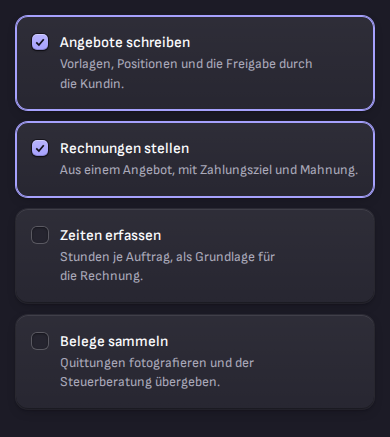 Angebote schreiben
Vorlagen, Positionen und die Freigabe durch
die Kundin.
Rechnungen stellen
Aus einem Angebot, mit Zahlungsziel und Mahnung.
Zeiten erfassen
Stunden je Auftrag, als Grundlage für
die Rechnung.
Belege sammeln
Quittungen fotografieren und der
Steuerberatung übergeben.